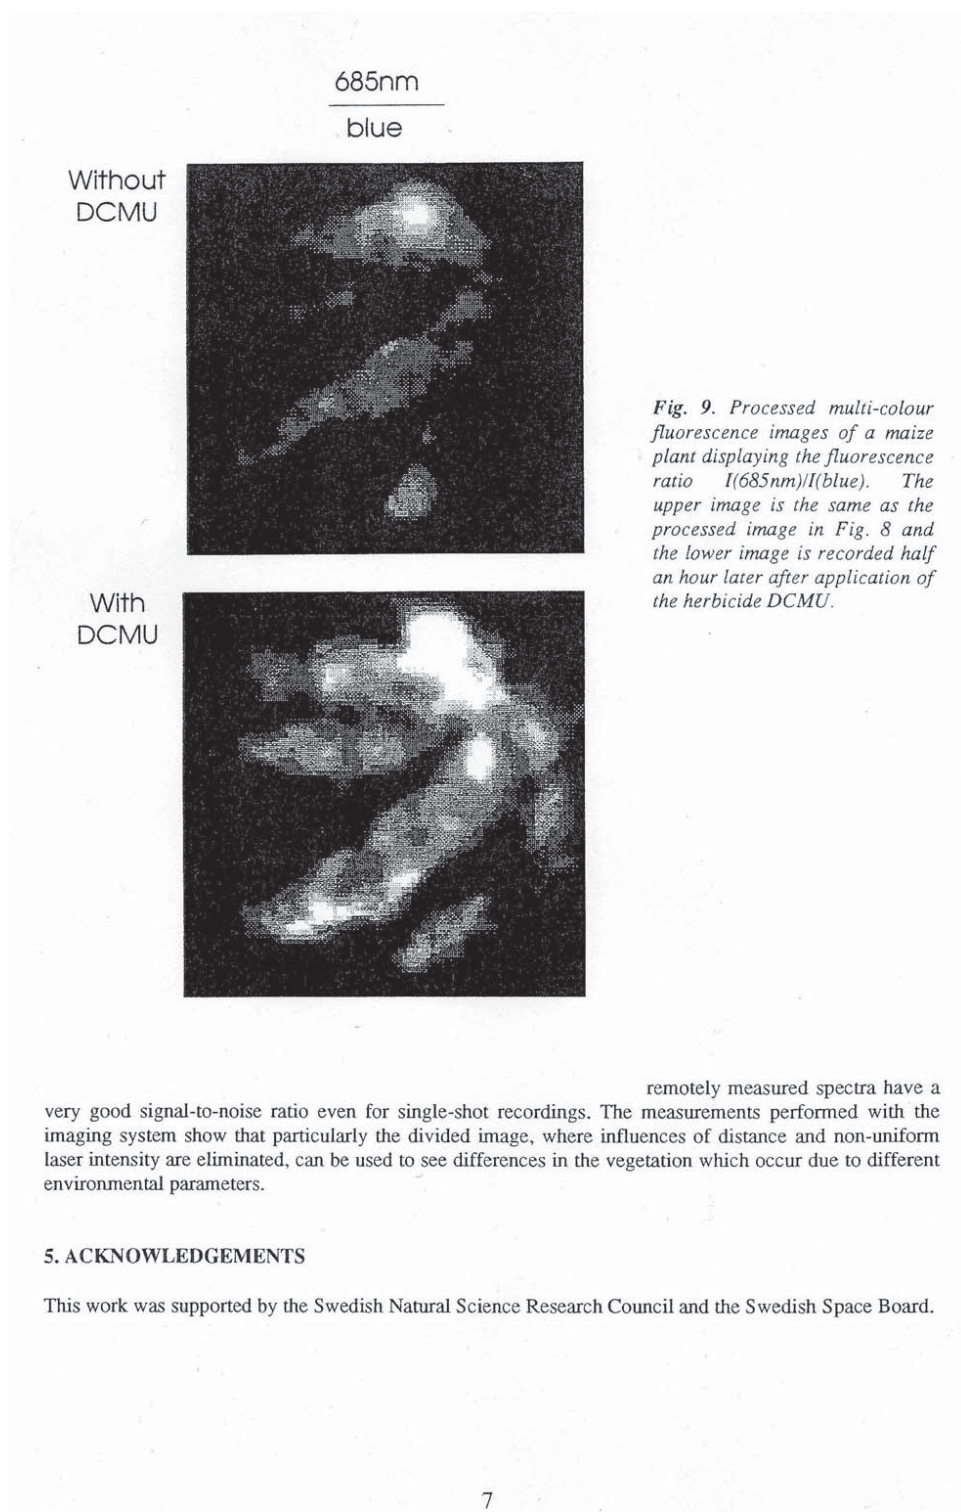 685nm
blue
Without
DCMU
Fig. 9. Processed multi-colour
fluorescence images of a maize
plant displaying the fluorescence
ratio I(685nm)/I(blue). The
upper image is the same as the
processed image in Fig. 8 and
the lower image is recorded half
an hour later after application of
the herbicide DCMU.
With
DCMU
remotely measured spectra have a
very good signal-to-noise ratio even for single-shot recordings. The measurements performed with the
imaging system show that particularly the divided image, where influences of distance and non-uniform
laser intensity are eliminated, can be used to see differences in the vegetation which occur due to different
environmental parameters.
5. ACKNOWLEDGEMENTS
This work was supported by the Swedish Natural Science Research Council and the Swedish Space Board.
7